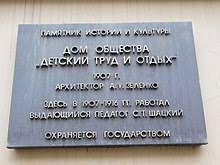 ПАМЯТНИК ИСТОРИИ И КУЛЬТУРЫ
ДОМ ОБЩЕСТВА
„ДЕТСКИЙ ТРУД И ОТДЫХ"
1907 Г.
АРХИТЕКТОР А.У.ЗЕЛЕНКО
ЗДЕСЬ В 1907-1916 ГГ. РАБОТАЛ
ВЫДАЮЩИЙСЯ ПЕДАГОГ С.Т. ШАЦКИЙ
ОХРАНЯЕТСЯ ГОСУДАРСТВОМ